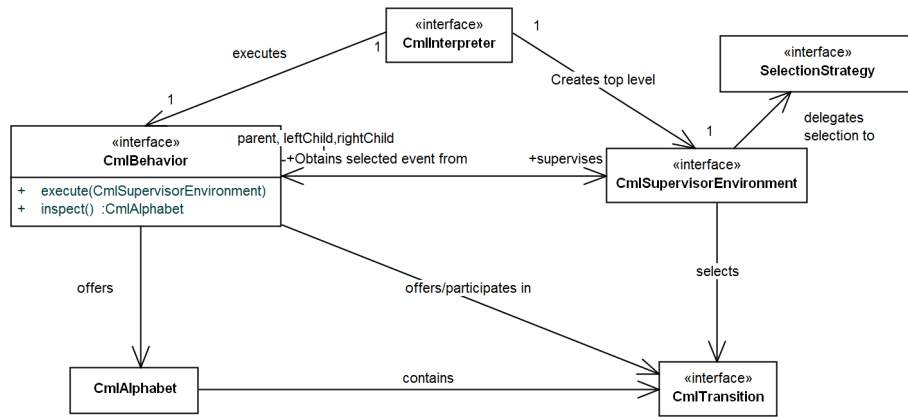 «interface»
CmlInterpreter
1
1
executes
«interface»
SelectionStrategy
Creates top level
1
delegates
selection to
1
«interface»
CmlBehavior
+ execute(CmlSupervisorEnvironment)
+ inspect() :CmlAlphabet
parent, leftChild,rightChild
+Obtains selected event from
+supervises
«interface»
CmlSupervisorEnvironment
offers
offers/participates in
selects
CmlAlphabet
contains
«interface»
CmlTransition